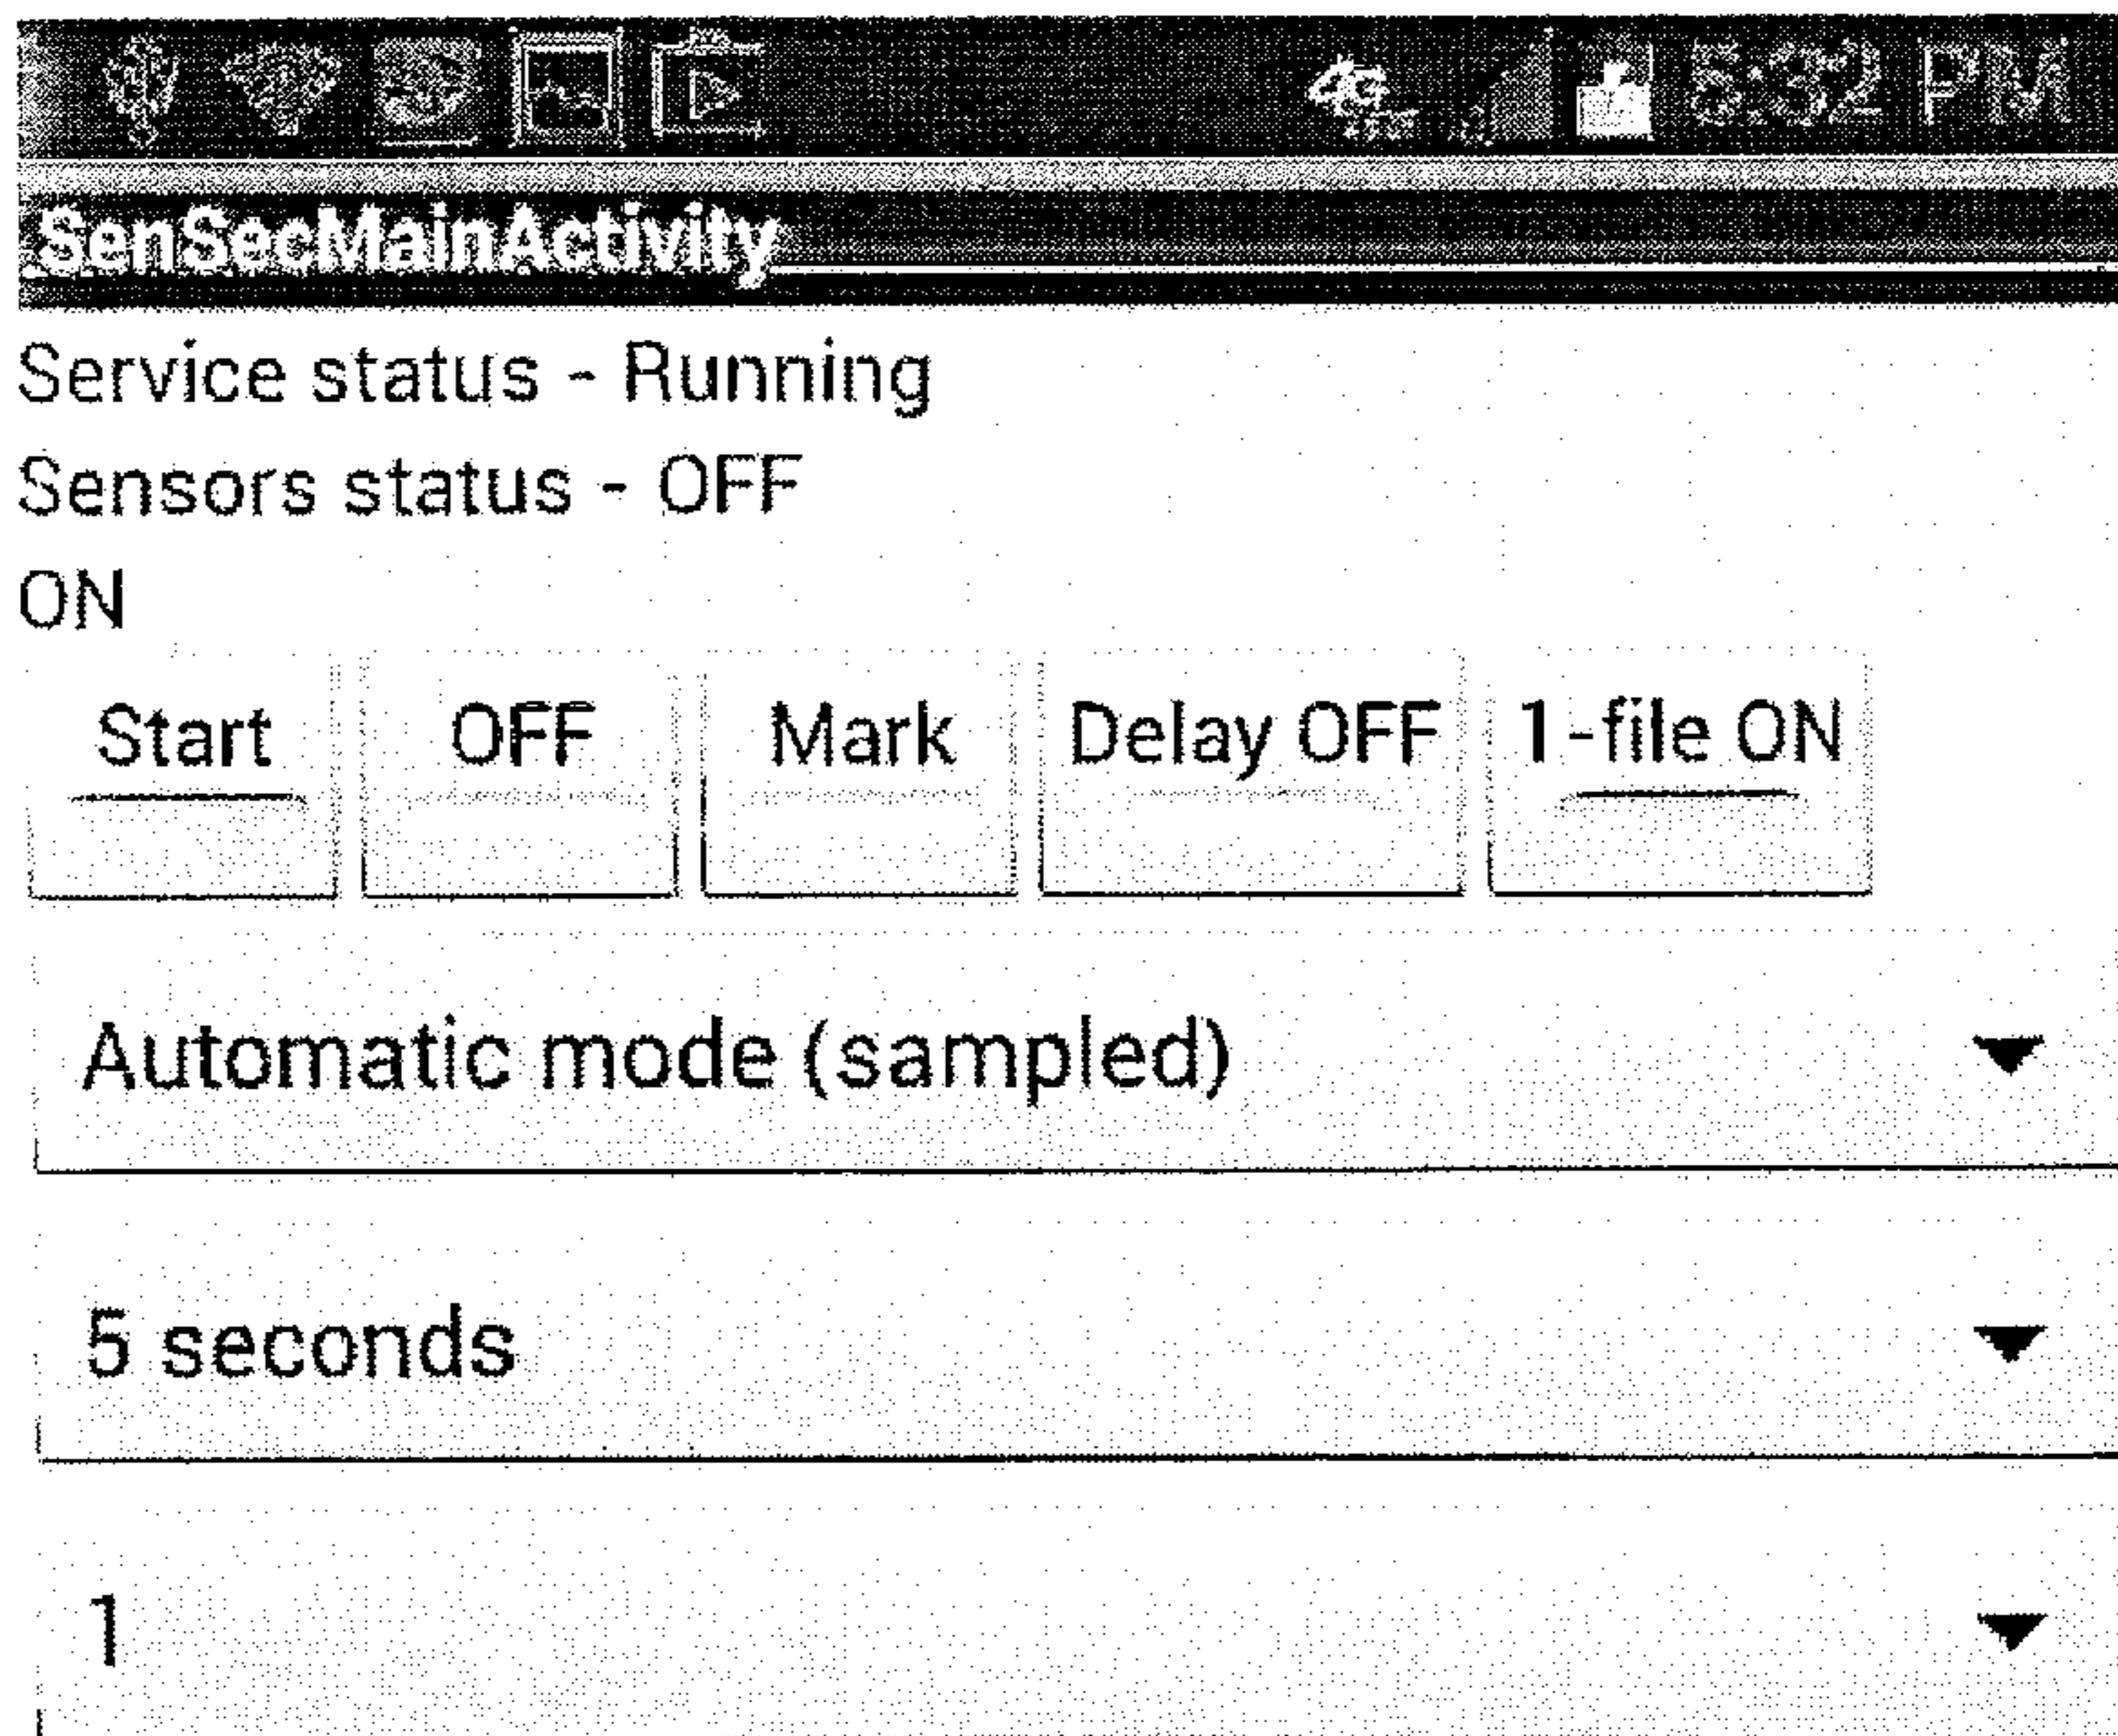 5:32 PM
SenSecMainActivity
Service status - Running
Sensors status - OFF
ON
Start OFF Mark Delay OFF 1-file ON
Automatic mode (sampled)
5 seconds
1